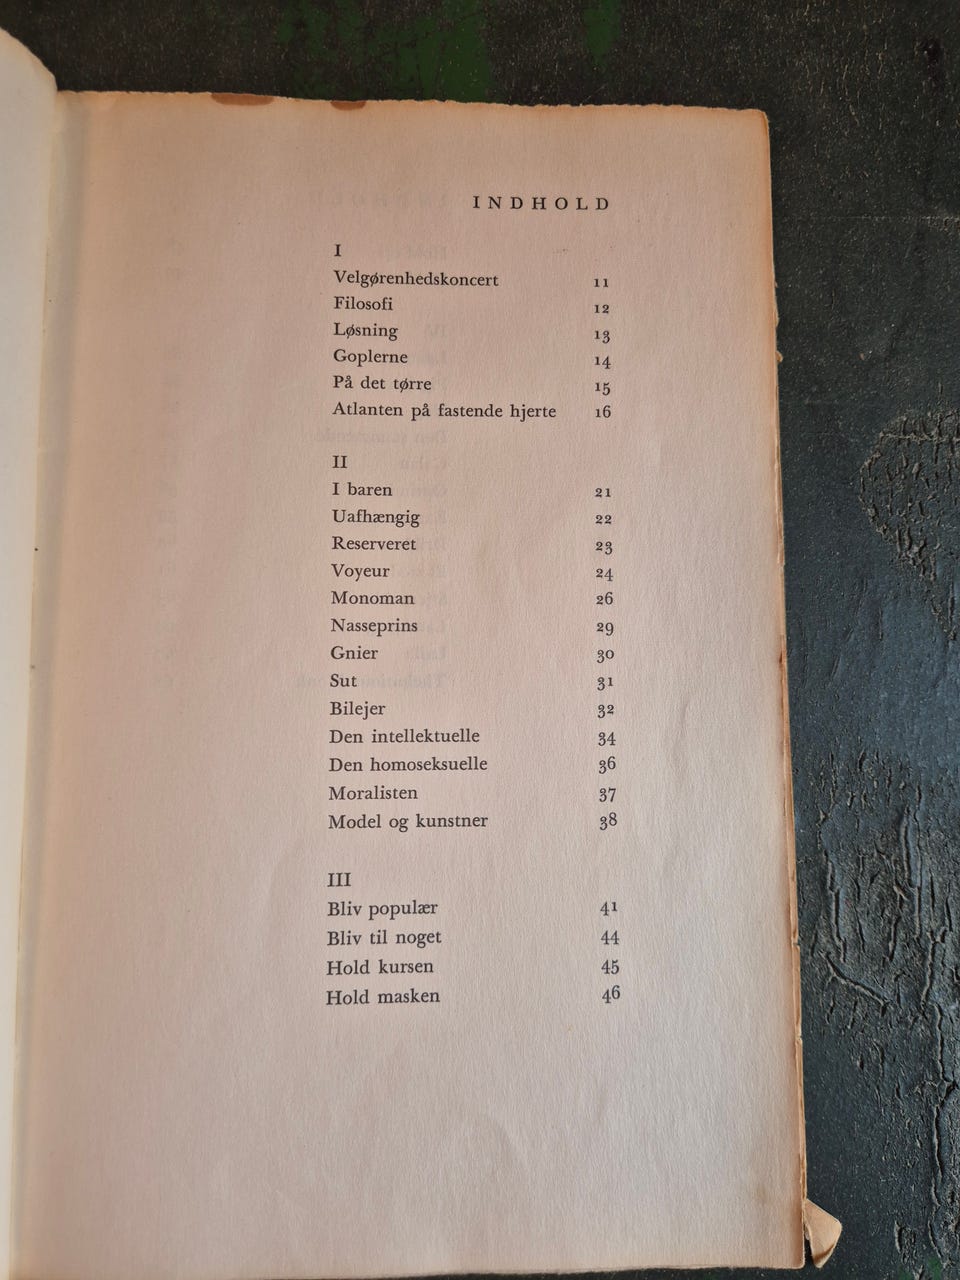 INDHOLD
I
Velgørenhedskoncert 11
Filosofi 12
Løsning 13
Goplerne 14
På det tørre 15
Atlanten på fastende hjerte 16
II
I baren 21
Uafhængig 22
Reserveret 23
Voyeur 24
Monoman 26
Nasseprins 29
Gnier 30
Sut 31
Bilejer 32
Den intellektuelle 34
Den homoseksuelle 36
Moralisten 37
Model og kunstner 38
III
Bliv populær 41
Bliv til noget 44
Hold kursen 45
Hold masken 46